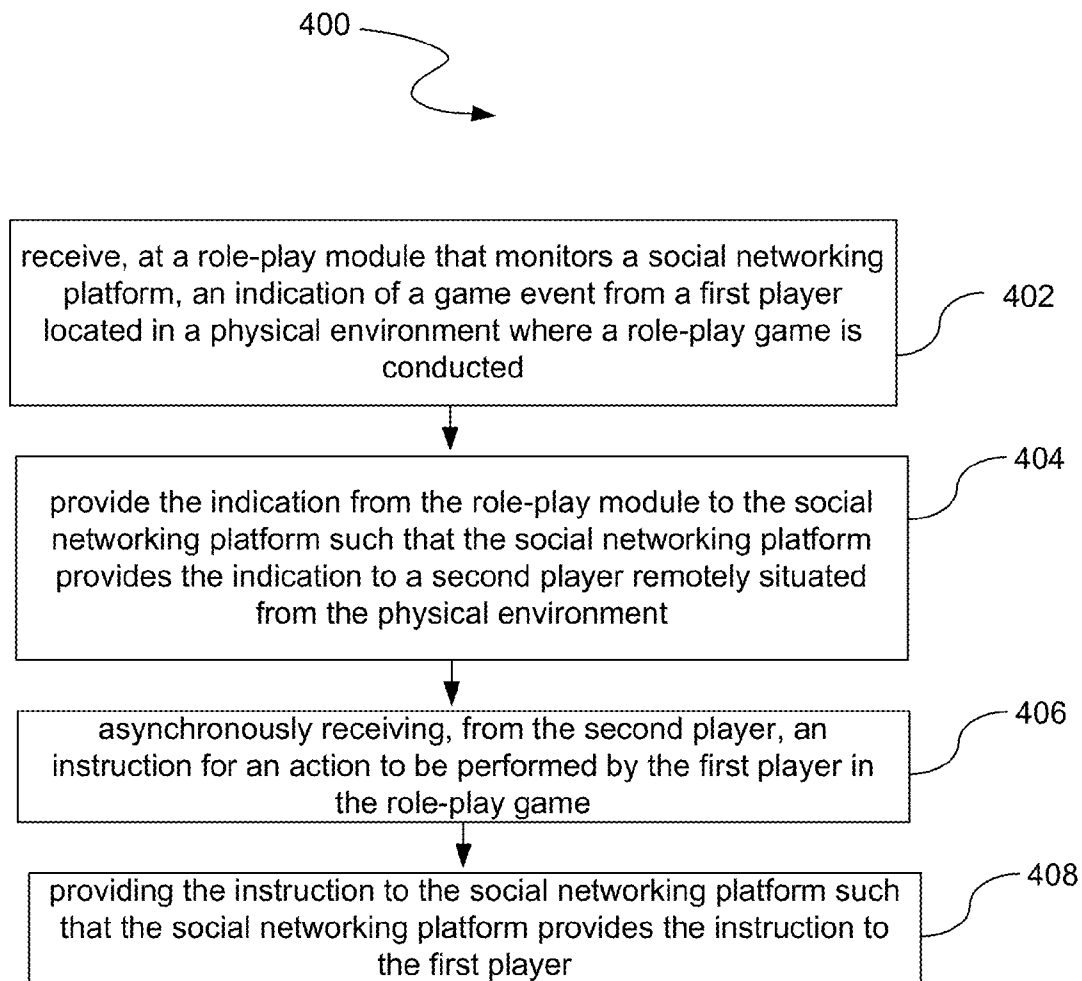 400
receive, at a role-play module that monitors a social networking
platform, an indication of a game event from a first player
located in a physical environment where a role-play game is
conducted
402
404
provide the indication from the role-play module to the social
networking platform such that the social networking platform
provides the indication to a second player remotely situated
from the physical environment
406
asynchronously receiving, from the second player, an
instruction for an action to be performed by the first player in
the role-play game
408
providing the instruction to the social networking platform such
that the social networking platform provides the instruction to
the first player